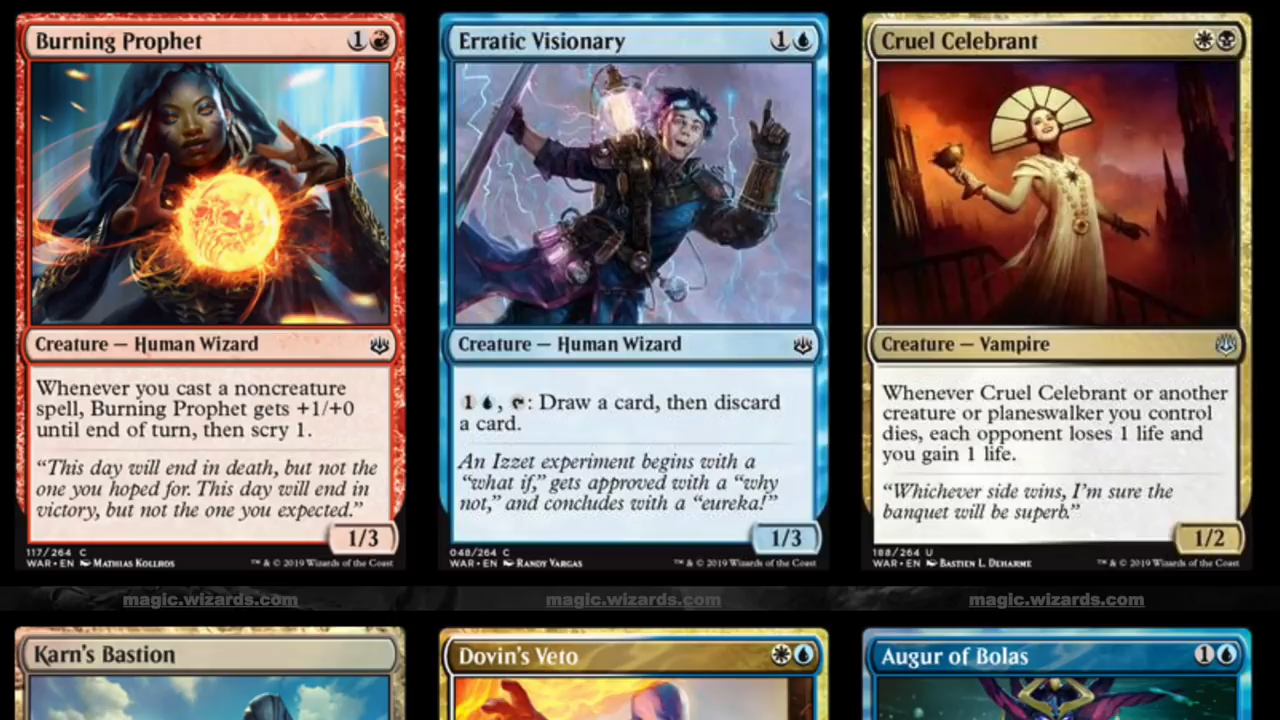 Burning Prophet 1
Creature — Human Wizard
Whenever you cast a noncreature
spell, Burning Prophet gets +1/+0
until end of turn, then scry 1.
“This day will end in death, but not the
one you hoped for. This day will end in
victory, but not the one you expected.”
1/3
117/264 C
WAR • EN Mathias Kollros ™ & © 2019 Wizards of the Coast
magic.wizards.com
Erratic Visionary 1
Creature — Human Wizard
1 , : Draw a card, then discard
a card.
An Izzet experiment begins with a
“what if,” gets approved with a “why
not,” and concludes with a “eureka!”
1/3
048/264 C
WAR • EN Randy Vargas ™ & © 2019 Wizards of the Coast
magic.wizards.com
Cruel Celebrant
Creature — Vampire
Whenever Cruel Celebrant or another
creature or planeswalker you control
dies, each opponent loses 1 life and
you gain 1 life.
“Whichever side wins, I’m sure the
banquet will be superb.”
1/2
188/264 U
WAR • EN Bastien L. Deharme ™ & © 2019 Wizards of the Coast
magic.wizards.com
Karn’s Bastion
Dovin’s Veto
Augur of Bolas 1